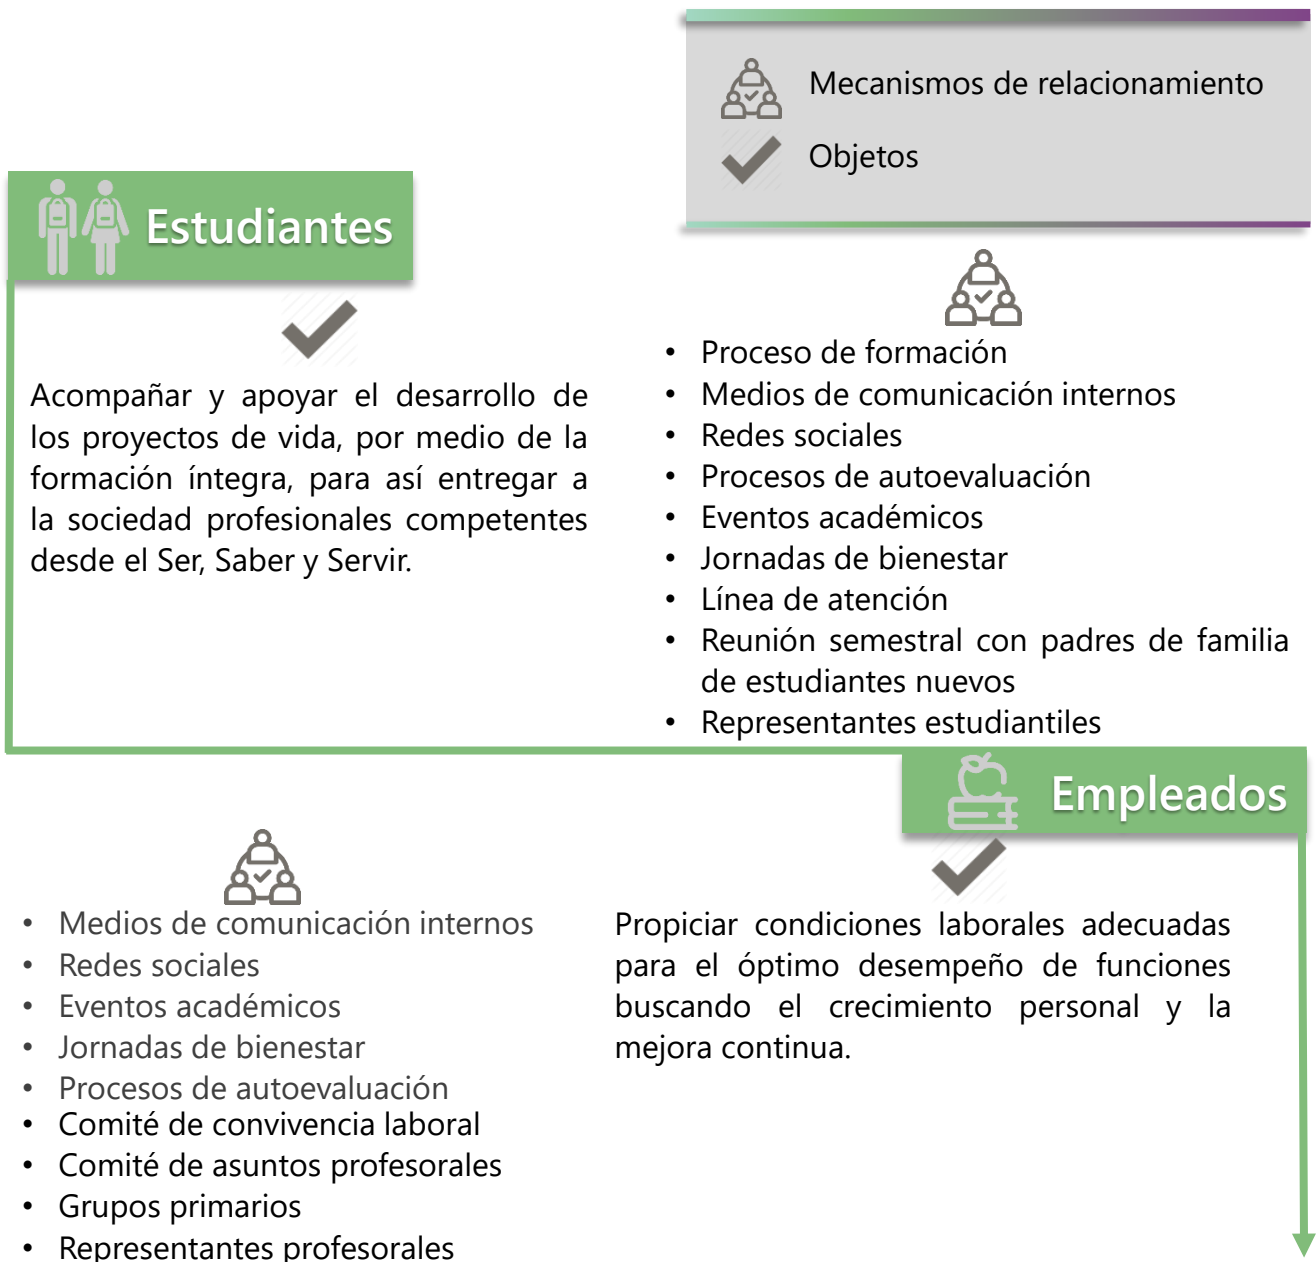 Mecanismos de relacionamiento
Objetos
Estudiantes
Acompañar y apoyar el desarrollo de
los proyectos de vida, por medio de la
formación íntegra, para así entregar a
la sociedad profesionales competentes
desde el Ser, Saber y Servir.
• Proceso de formación
• Medios de comunicación internos
• Redes sociales
• Procesos de autoevaluación
• Eventos académicos
• Jornadas de bienestar
• Línea de atención
• Reunión semestral con padres de familia
de estudiantes nuevos
• Representantes estudiantiles
Empleados
• Medios de comunicación internos
• Redes sociales
• Eventos académicos
• Jornadas de bienestar
• Procesos de autoevaluación
• Comité de convivencia laboral
• Comité de asuntos profesorales
• Grupos primarios
• Representantes profesorales
Propiciar condiciones laborales adecuadas
para el óptimo desempeño de funciones
buscando el crecimiento personal y la
mejora continua.